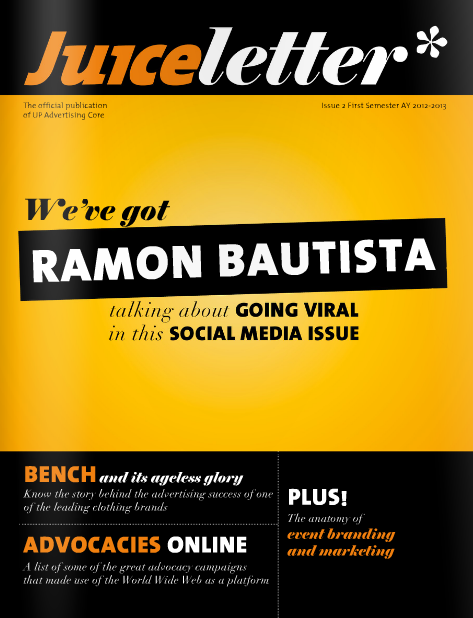 Juiceletter*
The official publication
of UP Advertising Core
Issue 2 First Semester AY 2012-2013
We've got
RAMON BAUTISTA
talking about GOING VIRAL
in this SOCIAL MEDIA ISSUE
BENCH and its ageless glory
Know the story behind the advertising success of one
of the leading clothing brands
ADVOCACIES ONLINE
A list of some of the great advocacy campaigns
that made use of the World Wide Web as a platform
PLUS!
The anatomy of
event branding
and marketing